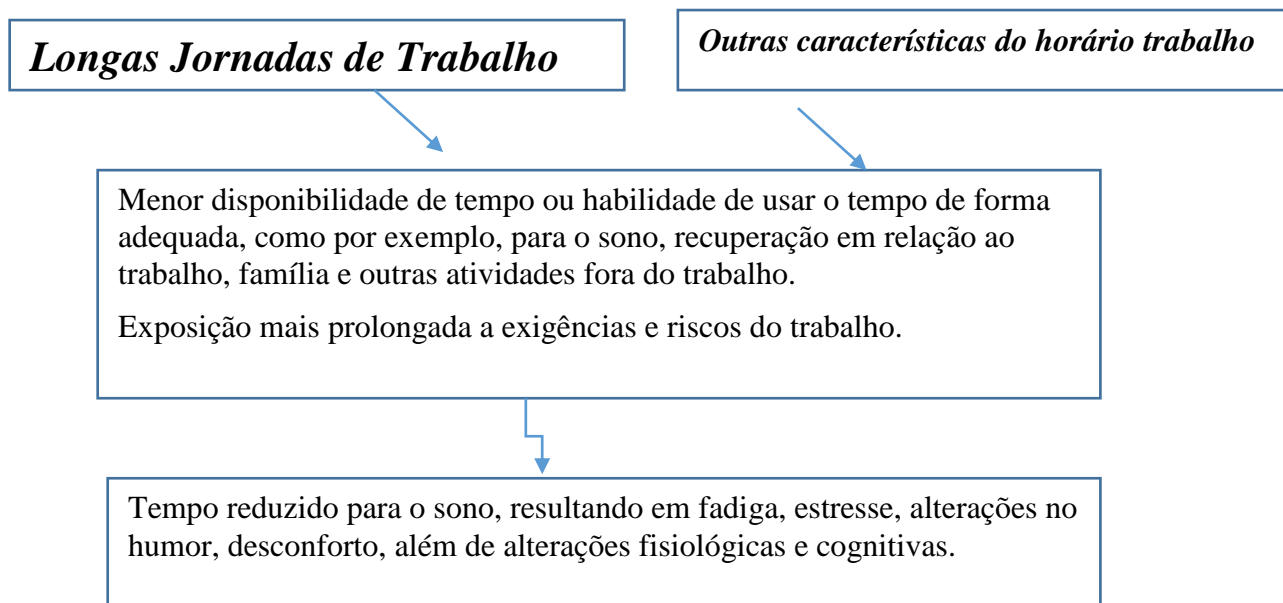 Longas Jornadas de Trabalho
Outras características do horário trabalho
Menor disponibilidade de tempo ou habilidade de usar o tempo de forma
adequada, como por exemplo, para o sono, recuperação em relação ao
trabalho, família e outras atividades fora do trabalho.
Exposição mais prolongada a exigências e riscos do trabalho.
Tempo reduzido para o sono, resultando em fadiga, estresse, alterações no
humor, desconforto, além de alterações fisiológicas e cognitivas.